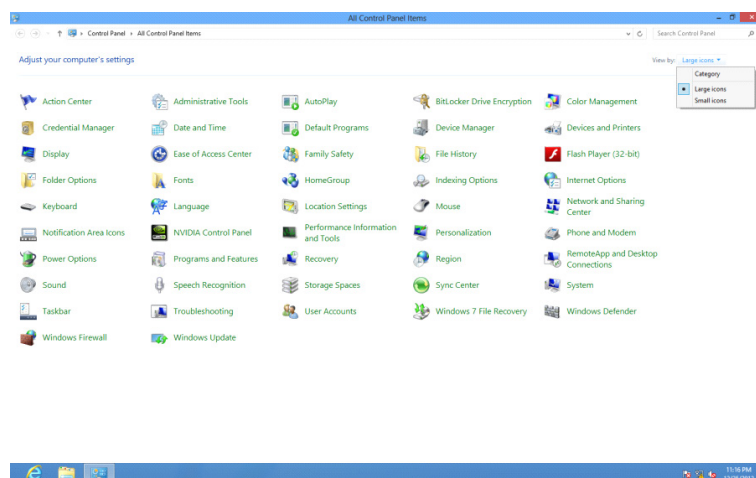 All Control Panel Items
Control Panel All Control Panel Items
Search Control Panel
Adjust your computer's settings
View by: Large icons
Category
Large icons
Small icons
Action Center
Administrative Tools
AutoPlay
BitLocker Drive Encryption
Color Management
Credential Manager
Date and Time
Default Programs
Device Manager
Devices and Printers
Display
Ease of Access Center
Family Safety
File History
Flash Player (32-bit)
Folder Options
Fonts
HomeGroup
Indexing Options
Internet Options
Keyboard
Language
Location Settings
Mouse
Network and Sharing
Center
Notification Area Icons
NVIDIA Control Panel
Performance Information
and Tools
Personalization
Phone and Modem
Power Options
Programs and Features
Recovery
Region
RemoteApp and Desktop
Connections
Sound
Speech Recognition
Storage Spaces
Sync Center
System
Taskbar
Troubleshooting
User Accounts
Windows 7 File Recovery
Windows Defender
Windows Firewall
Windows Update
11:16 PM